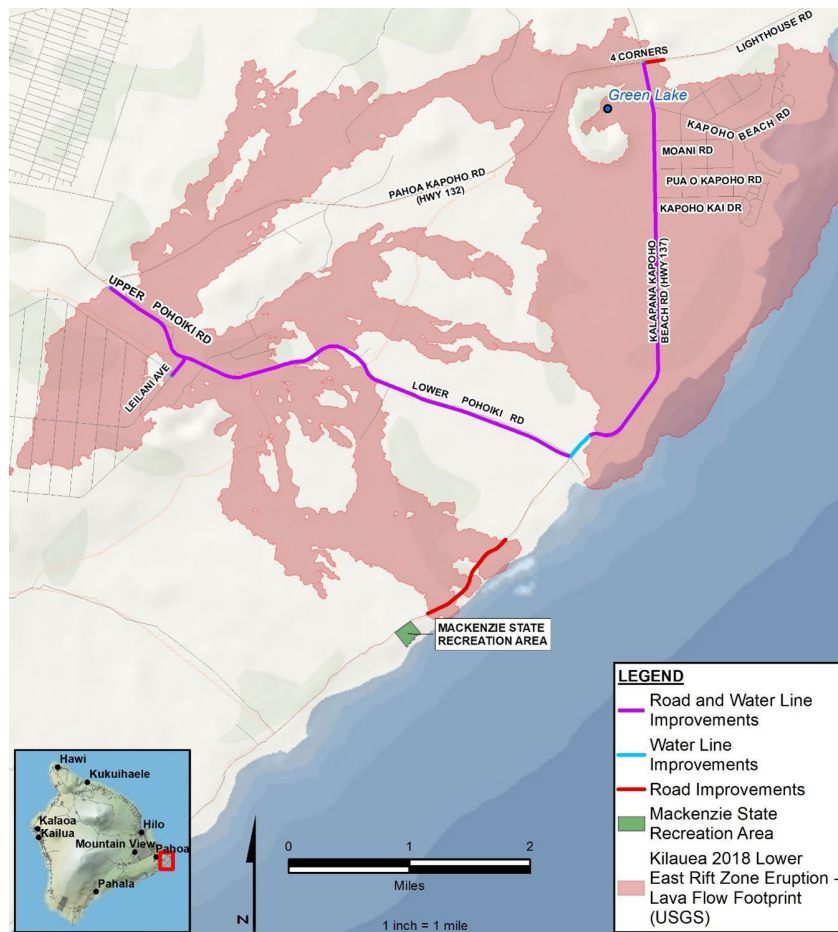 4 CORNERS
LIGHTHOUSE RD
Green Lake
KAPOHO BEACH RD
MOANI RD
PUA O KAPOHO RD
KAPOHO KAI DR
PAHOA KAPOHO RD
(HWY 132)
KALAPANA KAPOHO
BEACH RD (HWY 137)
UPPER POHOIKI RD
LEILANI AVE
LOWER POHOIKI RD
MACKENZIE STATE
RECREATION AREA
LEGEND
Road and Water Line
Improvements
Water Line
Improvements
Road Improvements
Mackenzie State
Recreation Area
Kilauea 2018 Lower
East Rift Zone Eruption -
Lava Flow Footprint
(USGS)
Hawi
Kukuihaele
Kalaoa
Kailua
Hilo
Mountain View
Pahoa
Pahala
N
0 1 2
Miles
1 inch = 1 mile